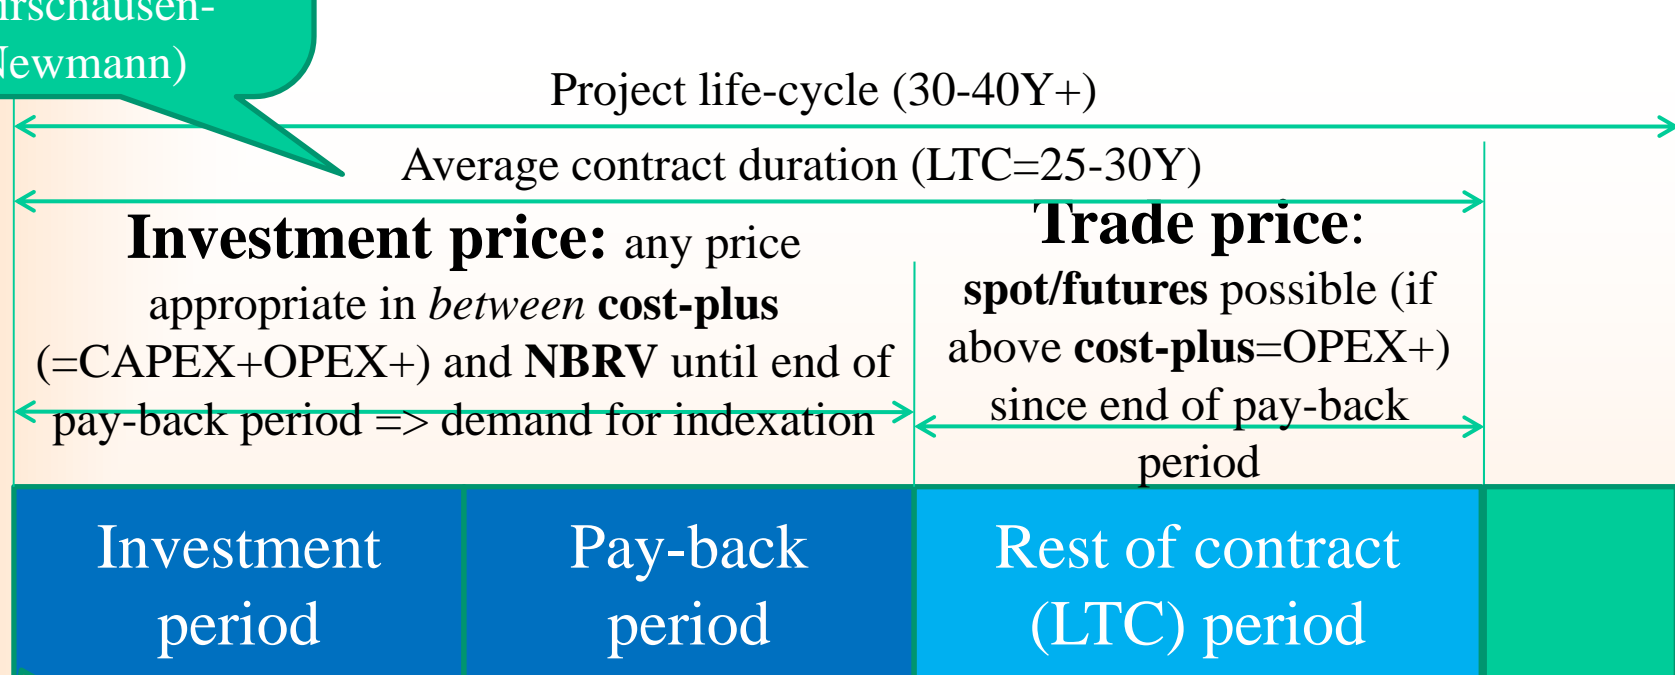 Newmann)
Project life-cycle (30-40Y+)
Average contract duration (LTC=25-30Y)
Investment price: any price
appropriate in between cost-plus
(=CAPEX+OPEX+) and NBRV until end of
pay-back period => demand for indexation
Trade price:
spot/futures possible (if
above cost-plus=OPEX+)
since end of pay-back
period
Investment
period
Pay-back
period
Rest of contract
(LTC) period